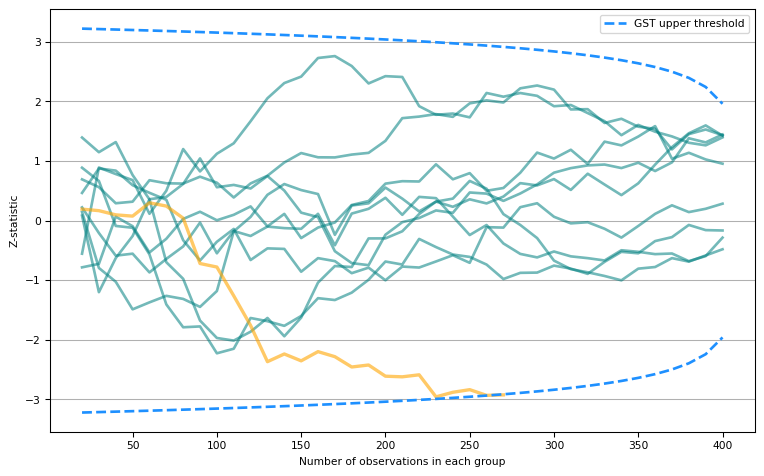 GST upper threshold
Z-statistic
3
2
1
0
−1
−2
−3
50 100 150 200 250 300 350 400
Number of observations in each group